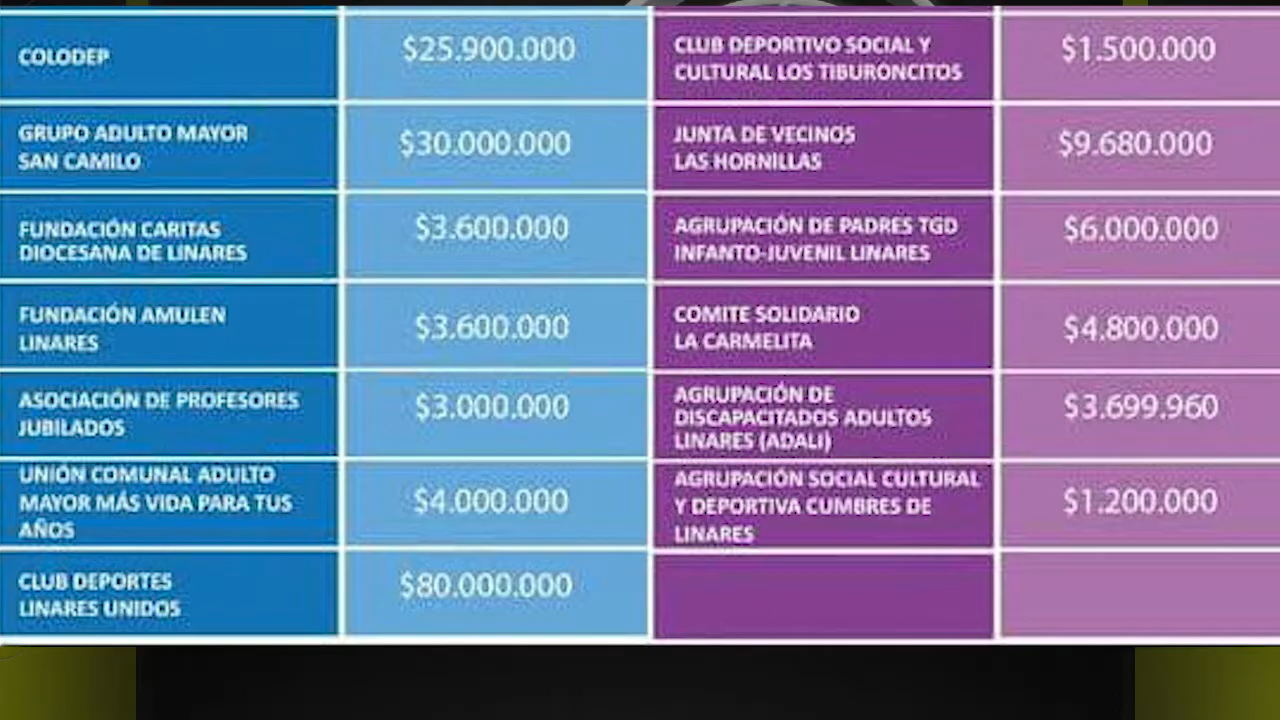 COLODEP
$25.900.000
CLUB DEPORTIVO SOCIAL Y
CULTURAL LOS TIBURONCITOS
$1.500.000
GRUPO ADULTO MAYOR
SAN CAMILO
$30.000.000
JUNTA DE VECINOS
LAS HORNILLAS
$9.680.000
FUNDACIÓN CARITAS
DIOCESANA DE LINARES
$3.600.000
AGRUPACIÓN DE PADRES TGD
INFANTO-JUVENIL LINARES
$6.000.000
FUNDACIÓN AMULEN
LINARES
$3.600.000
COMITE SOLIDARIO
LA CARMELITA
$4.800.000
ASOCIACIÓN DE PROFESORES
JUBILADOS
$3.000.000
AGRUPACIÓN DE
DISCAPACITADOS ADULTOS
LINARES (ADALI)
$3.699.960
UNIÓN COMUNAL ADULTO
MAYOR MÁS VIDA PARA TUS
AÑOS
$4.000.000
AGRUPACIÓN SOCIAL CULTURAL
Y DEPORTIVA CUMBRES DE
LINARES
$1.200.000
CLUB DEPORTES
LINARES UNIDOS
$80.000.000